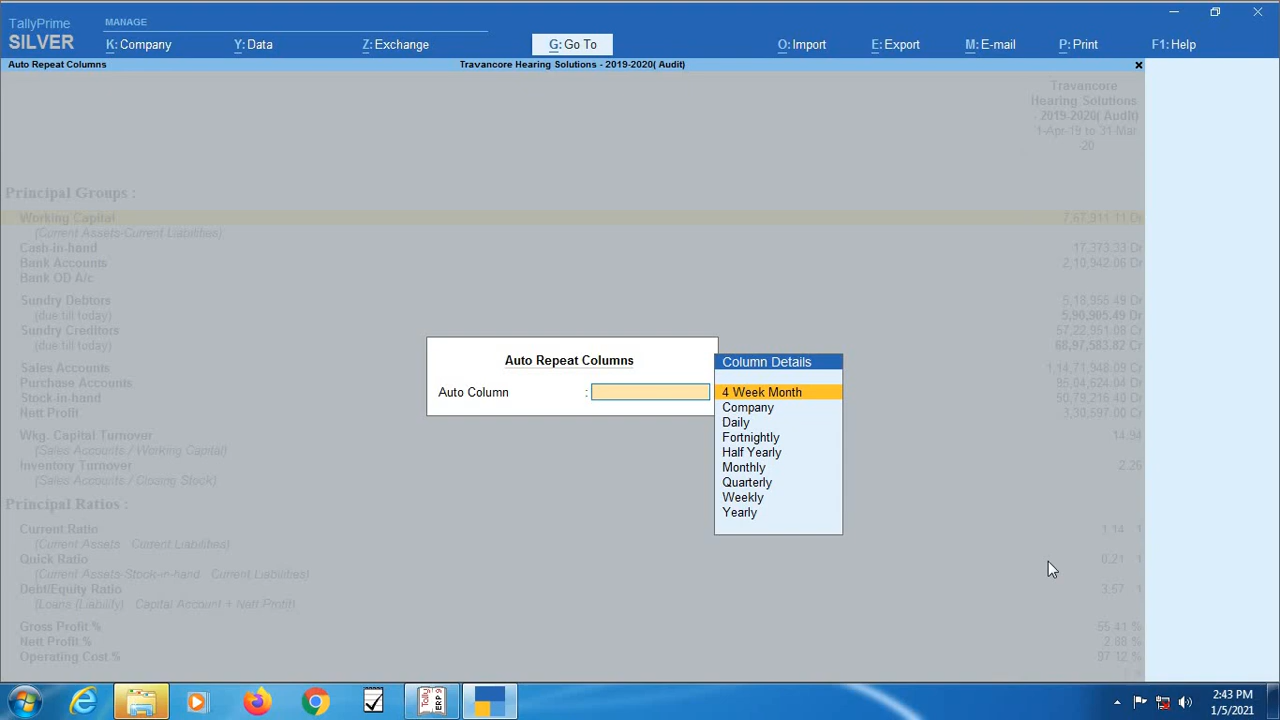 TallyPrime
SILVER
MANAGE
K: Company
Y: Data
Z: Exchange
G: Go To
O: Import
E: Export
M: E-mail
P: Print
F1: Help
Auto Repeat Columns
Travancore Hearing Solutions - 2019-2020( Audit)
Travancore
Hearing Solutions
- 2019-2020( Audit)
1-Apr-19 to 31-Mar-
20
Principal Groups :
Working Capital 7,67,911.11 Dr
(Current Assets-Current Liabilities)
Cash-in-hand 17,373.33 Dr
Bank Accounts 2,10,942.06 Dr
Bank OD A/c
Sundry Debtors 5,18,955.49 Dr
(due till today) 5,90,905.49 Dr
Sundry Creditors 57,22,951.08 Cr
(due till today) 68,97,583.82 Cr
Sales Accounts 1,14,71,948.09 Cr
Purchase Accounts 95,04,624.04 Dr
Stock-in-hand 50,79,216.40 Dr
Nett Profit 3,30,597.00 Cr
Wkg. Capital Turnover 14.94
(Sales Accounts / Working Capital)
Inventory Turnover 2.26
(Sales Accounts / Closing Stock)
Principal Ratios :
Current Ratio 1.14 : 1
(Current Assets : Current Liabilities)
Quick Ratio 0.21 : 1
(Current Assets-Stock-in-hand : Current Liabilities)
Debt/Equity Ratio 3.57 : 1
(Loans (Liability) : Capital Account + Nett Profit)
Gross Profit % 55.41 %
Nett Profit % 2.88 %
Operating Cost % 97.12 %
Auto Repeat Columns
Auto Column :
Column Details
4 Week Month
Company
Daily
Fortnightly
Half Yearly
Monthly
Quarterly
Weekly
Yearly
Tally
ERP 9
2:43 PM
1/5/2021